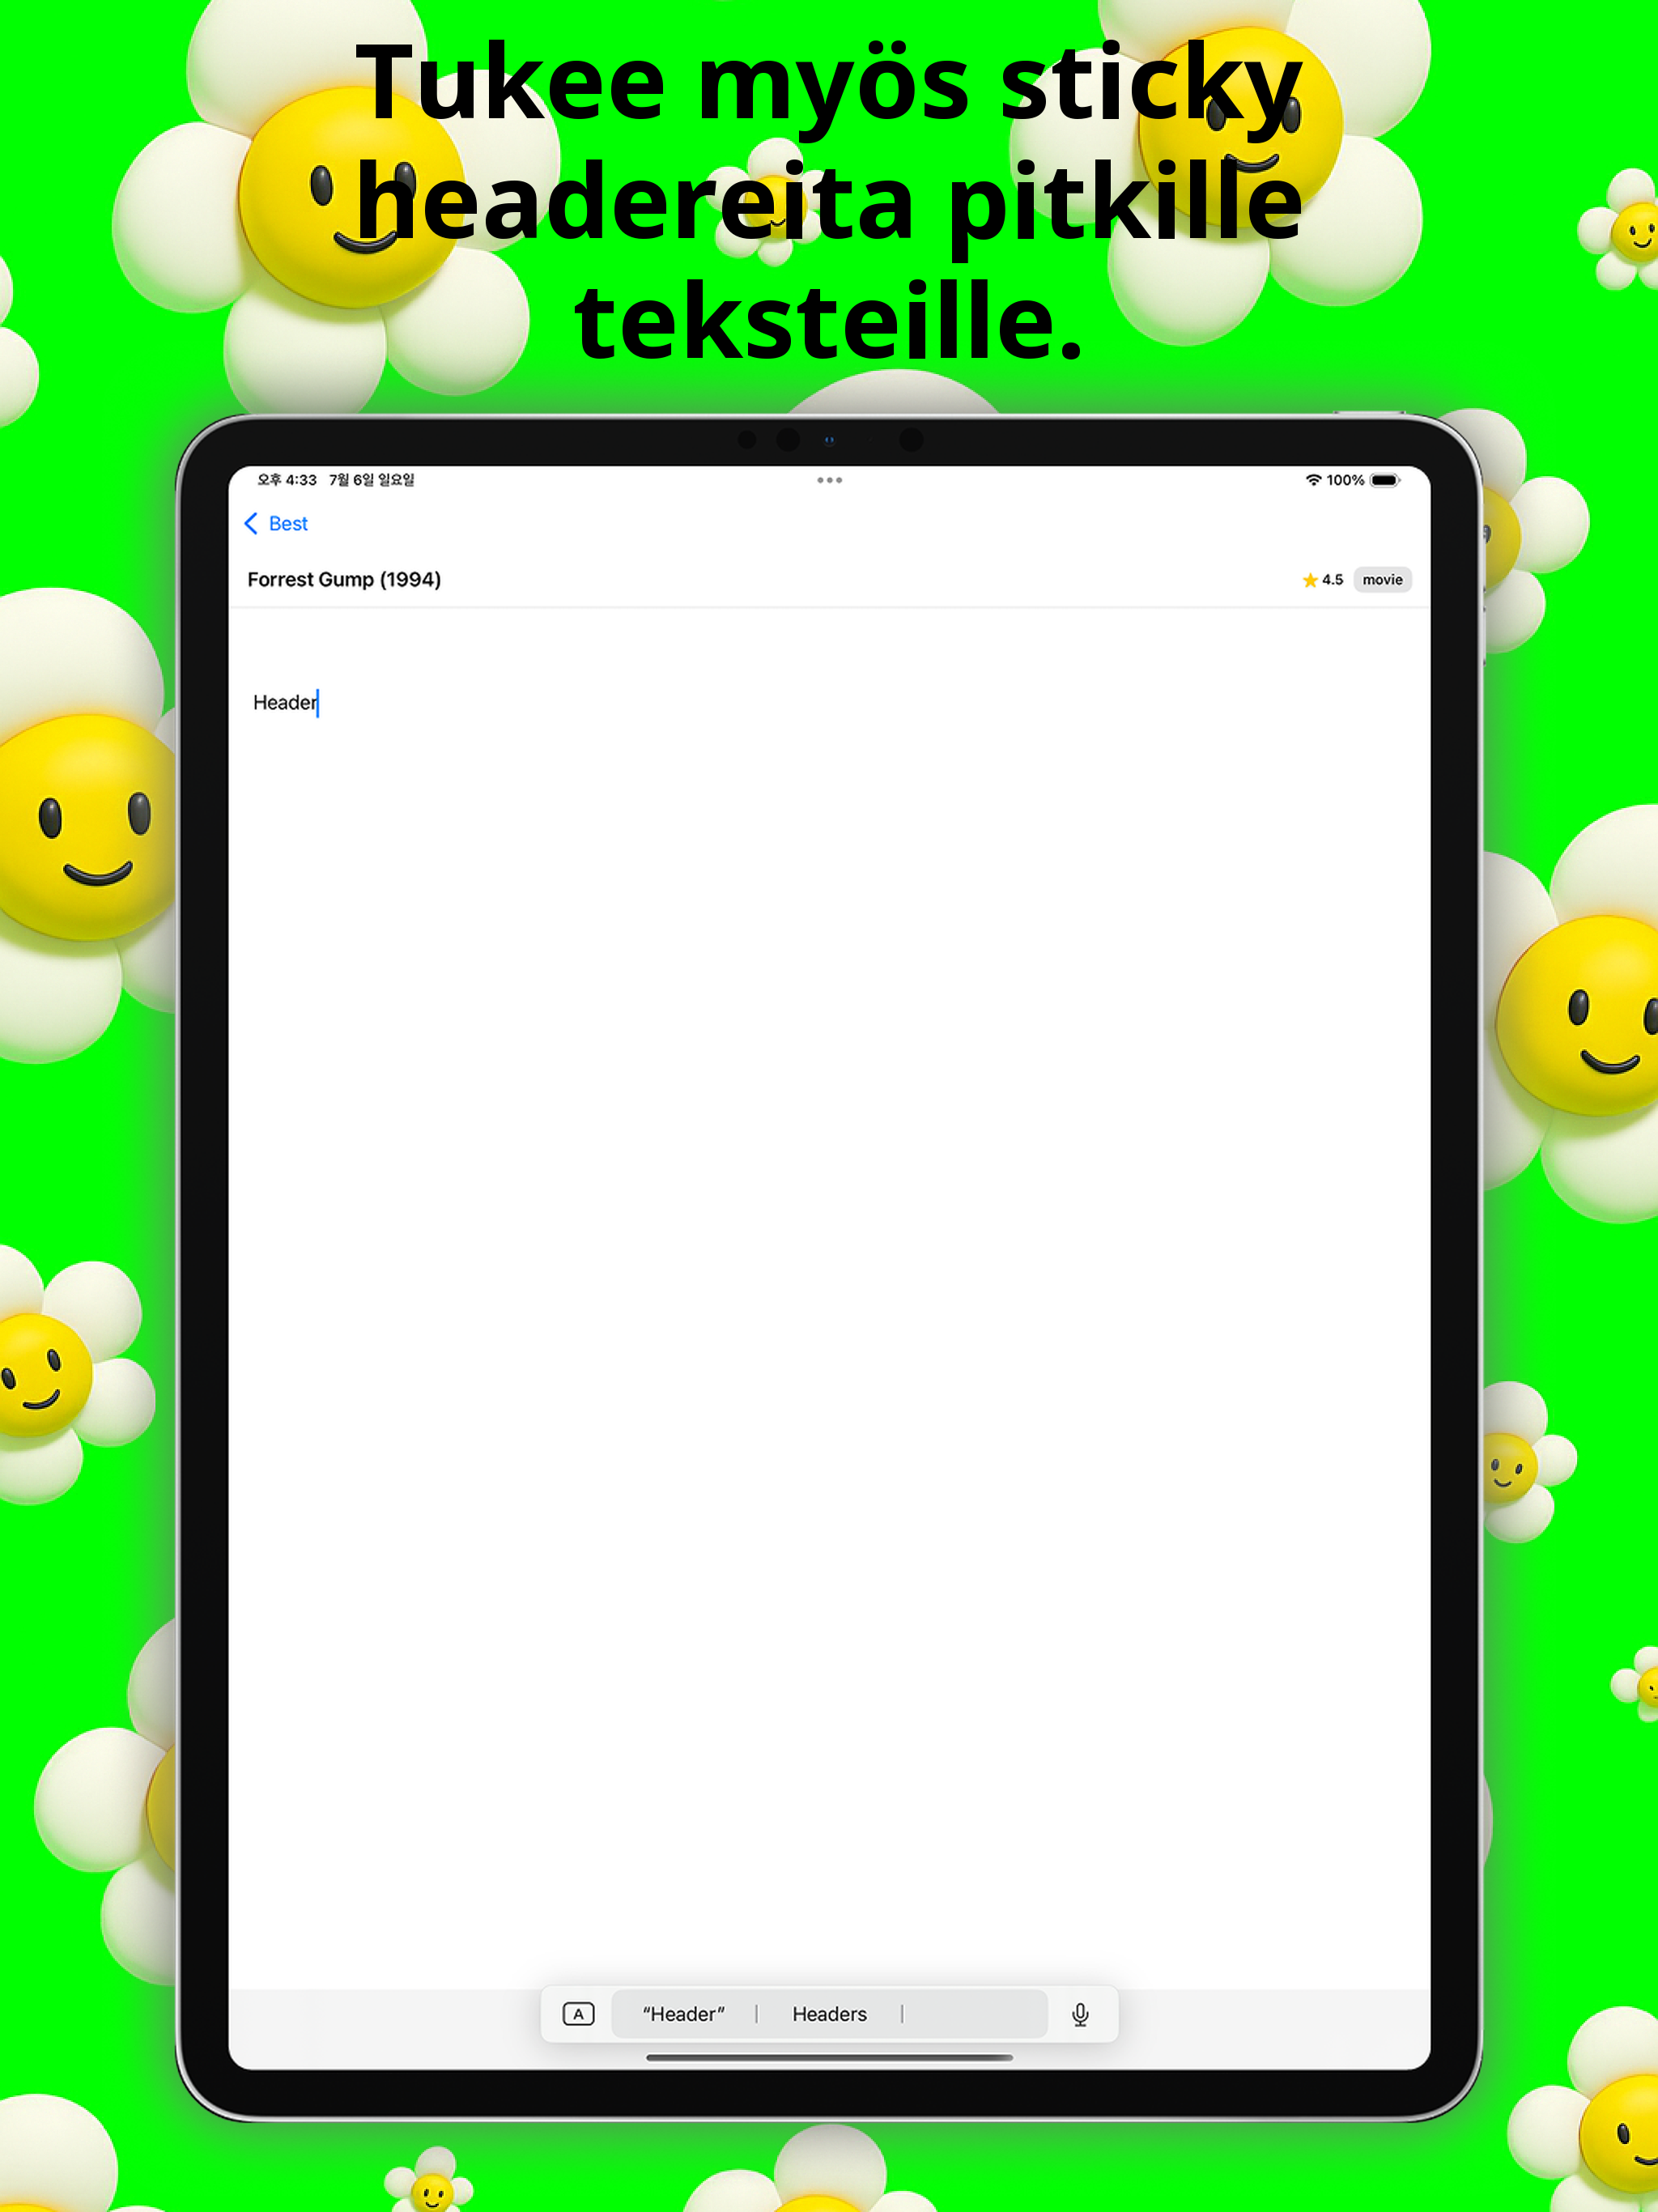 Tukee myös sticky
headereita pitkille
teksteille.
오후 4:33 7월 6일 일요일
100%
Best
Forrest Gump (1994)
4.5 movie
Header
A “Header” Headers